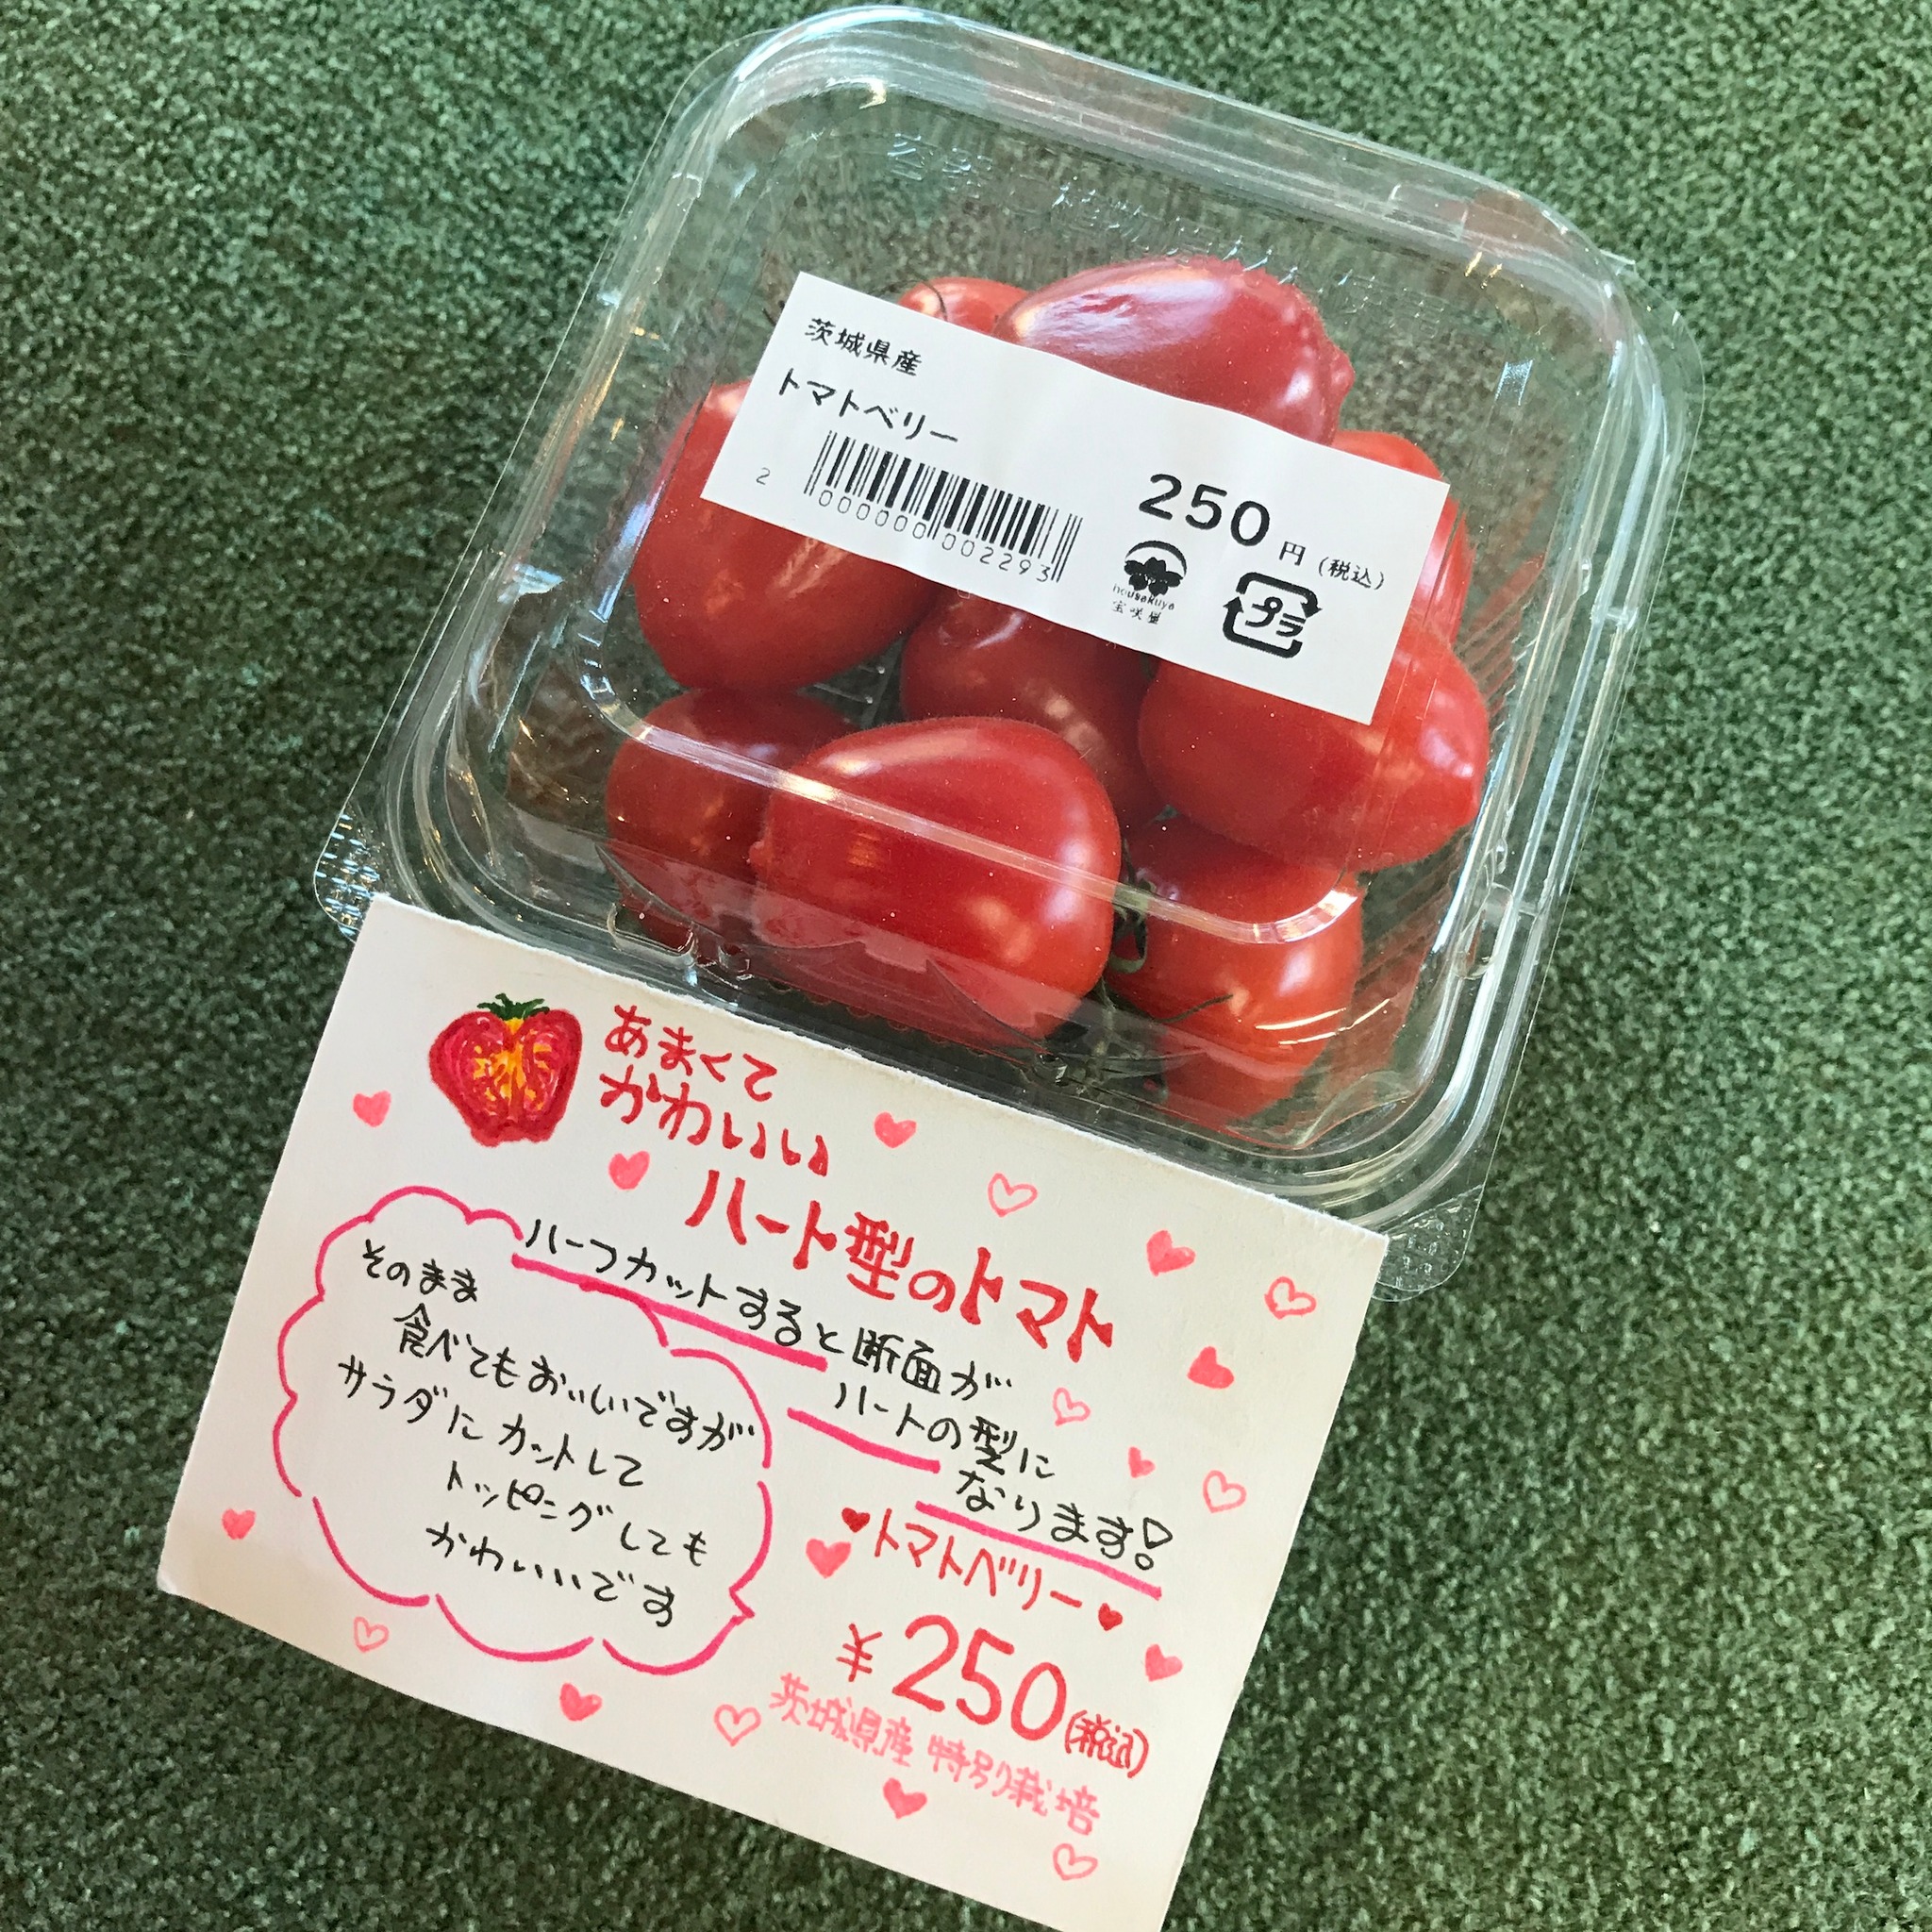 茨城県産
トマトベリー
2 000000 002293
250円(税込)
housakuya
宝咲屋
プラ
あまくて
かわいい
ハート型のトマト
ハーフカットすると断面が
ハートの型に
なります!
そのまま
食べてもおいしいですが
サラダにカットして
トッピングしても
かわいいです
トマトベリー
¥250(税込)
茨城県産 特別栽培